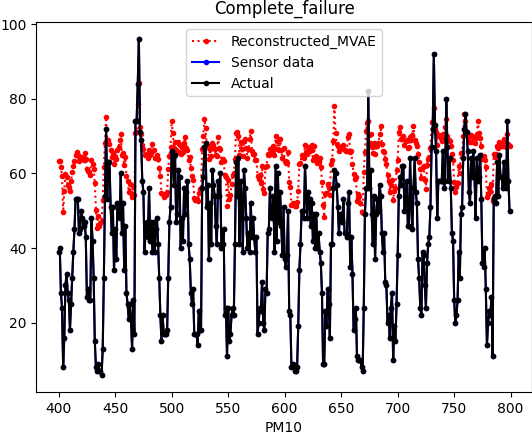 Complete_failure
Reconstructed_MVAE
Sensor data
Actual
100
80
60
40
20
400 450 500 550 600 650 700 750 800
PM10